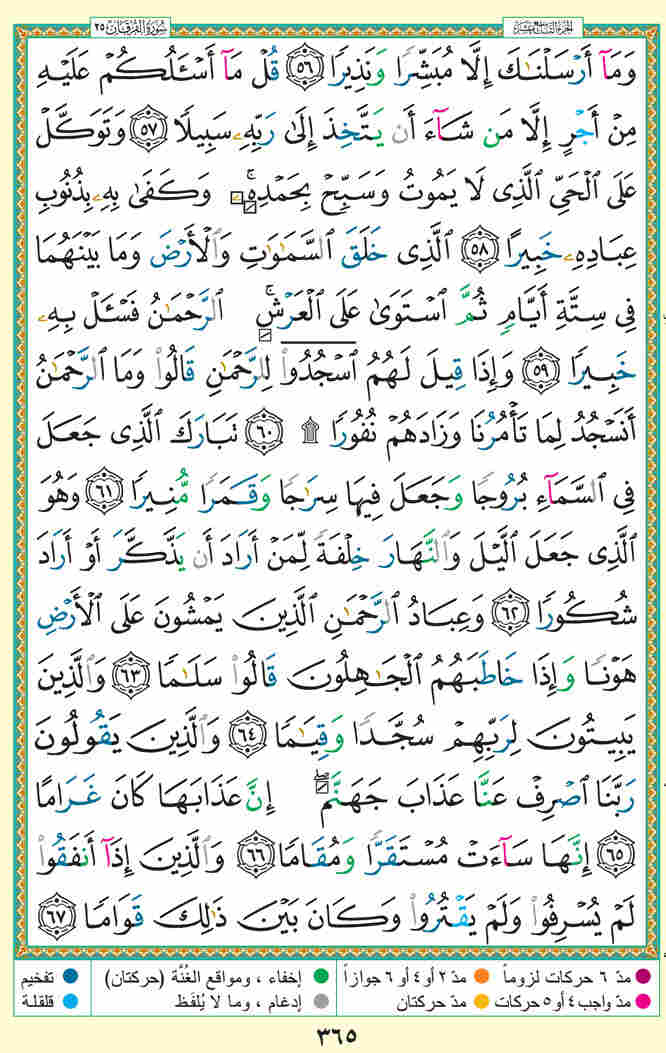 سُورَةُ الفُرْقَان ٢٥
وَمَآ أَرْسَلْنَٰكَ إِلَّا مُبَشِّرًا وَنَذِيرًا ٥٦ قُلْ مَآ أَسْـَٔلُكُمْ عَلَيْهِ
مِنْ أَجْرٍ إِلَّا مَن شَآءَ أَن يَتَّخِذَ إِلَىٰ رَبِّهِۦ سَبِيلًا ٥٧ وَتَوَكَّلْ
عَلَى ٱلْحَىِّ ٱلَّذِى لَا يَمُوتُ وَسَبِّحْ بِحَمْدِهِۦ ۚ وَكَفَىٰ بِهِۦ بِذُنُوبِ
عِبَادِهِۦ خَبِيرًا ٥٨ ٱلَّذِى خَلَقَ ٱلسَّمَٰوَٰتِ وَٱلْأَرْضَ وَمَا بَيْنَهُمَا
فِى سِتَّةِ أَيَّامٍ ثُمَّ ٱسْتَوَىٰ عَلَى ٱلْعَرْشِ ۚ ٱلرَّحْمَٰنُ فَسْـَٔلْ بِهِۦ
خَبِيرًا ٥٩ وَإِذَا قِيلَ لَهُمُ ٱسْجُدُوا۟ لِلرَّحْمَٰنِ قَالُوا۟ وَمَا ٱلرَّحْمَٰنُ
أَنَسْجُدُ لِمَا تَأْمُرُنَا وَزَادَهُمْ نُفُورًا ۩ ٦٠ تَبَارَكَ ٱلَّذِى جَعَلَ
فِى ٱلسَّمَآءِ بُرُوجًا وَجَعَلَ فِيهَا سِرَٰجًا وَقَمَرًا مُّنِيرًا ٦١ وَهُوَ
ٱلَّذِى جَعَلَ ٱلَّيْلَ وَٱلنَّهَارَ خِلْفَةً لِّمَنْ أَرَادَ أَن يَذَّكَّرَ أَوْ أَرَادَ
شُكُورًا ٦٢ وَعِبَادُ ٱلرَّحْمَٰنِ ٱلَّذِينَ يَمْشُونَ عَلَى ٱلْأَرْضِ
هَوْنًا وَإِذَا خَاطَبَهُمُ ٱلْجَٰهِلُونَ قَالُوا۟ سَلَٰمًا ٦٣ وَٱلَّذِينَ
يَبِيتُونَ لِرَبِّهِمْ سُجَّدًا وَقِيَٰمًا ٦٤ وَٱلَّذِينَ يَقُولُونَ
رَبَّنَا ٱصْرِفْ عَنَّا عَذَابَ جَهَنَّمَ ۖ إِنَّ عَذَابَهَا كَانَ غَرَامًا
٦٥ إِنَّهَا سَآءَتْ مُسْتَقَرًّا وَمُقَامًا ٦٦ وَٱلَّذِينَ إِذَآ أَنفَقُوا۟
لَمْ يُسْرِفُوا۟ وَلَمْ يَقْتُرُوا۟ وَكَانَ بَيْنَ ذَٰلِكَ قَوَامًا ٦٧
مدّ ٦ حركات لزوماً مدّ ٢ أو ٤ أو ٦ جوازاً إخفاء ، ومواقع الغُنَّة (حركتان) تفخيم
مدّ واجب ٤ أو ٥ حركات مدّ حركتان إدغام ، وما لا يُلفَظ قلقلة
٣٦٥